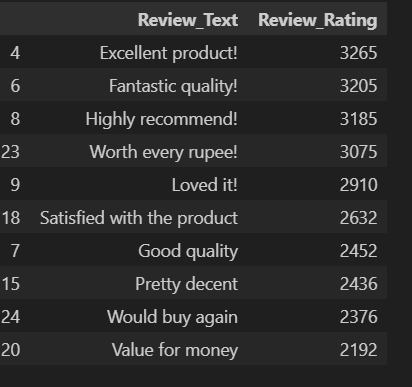 Review_Text Review_Rating
4 Excellent product! 3265
6 Fantastic quality! 3205
8 Highly recommend! 3185
23 Worth every rupee! 3075
9 Loved it! 2910
18 Satisfied with the product 2632
7 Good quality 2452
15 Pretty decent 2436
24 Would buy again 2376
20 Value for money 2192